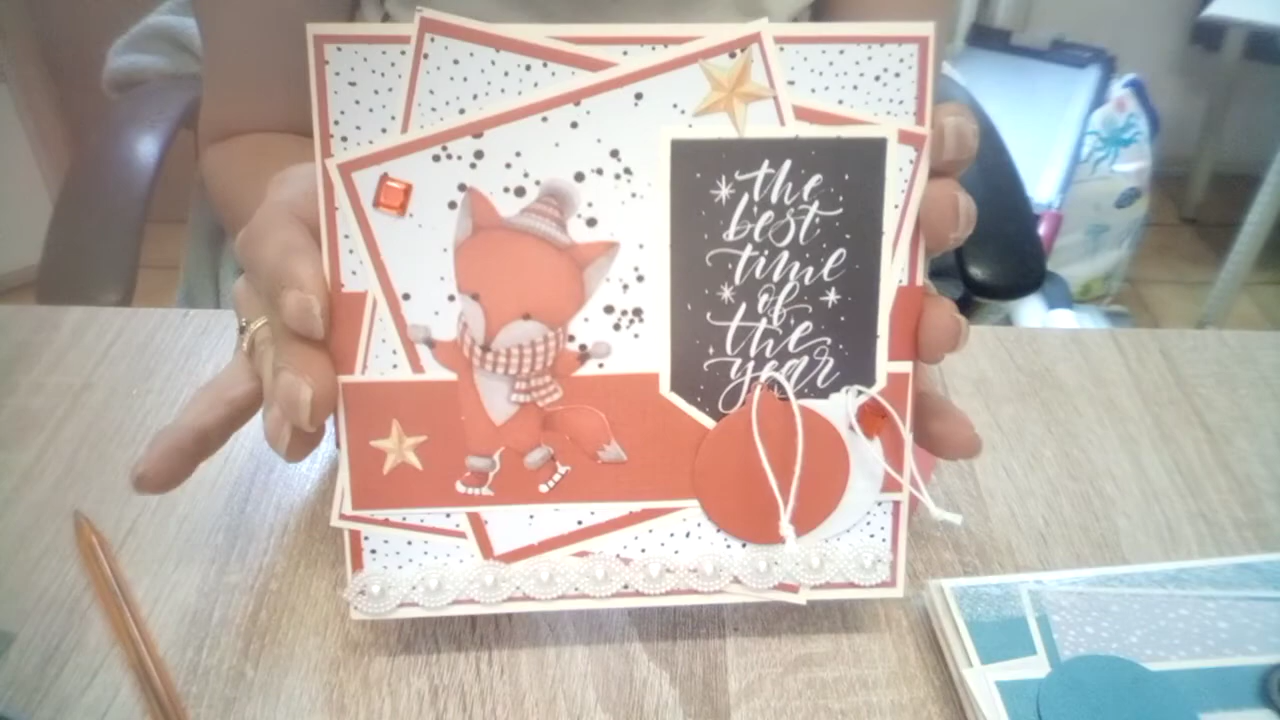 the
best
time
of
the
year